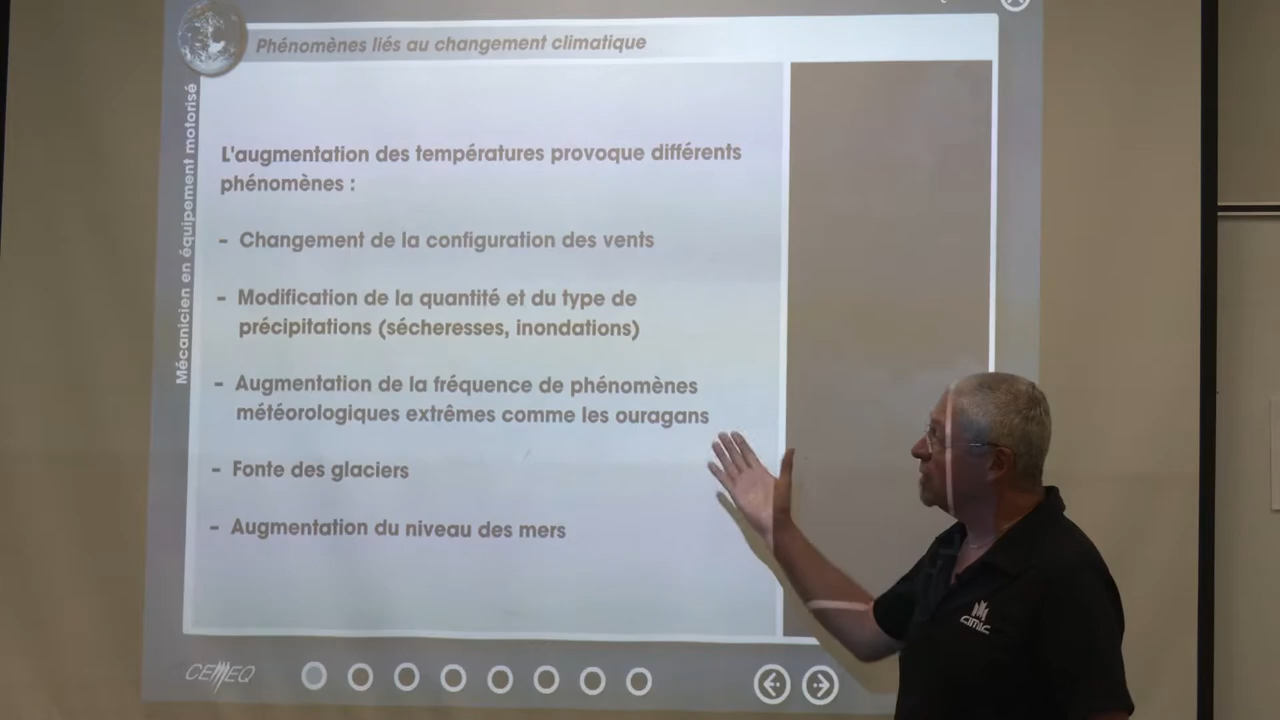 Phénomènes liés au changement climatique
Mécanicien en équipement motorisé
L'augmentation des températures provoque différents
phénomènes :
- Changement de la configuration des vents
- Modification de la quantité et du type de
précipitations (sécheresses, inondations)
- Augmentation de la fréquence de phénomènes
météorologiques extrêmes comme les ouragans
- Fonte des glaciers
- Augmentation du niveau des mers
CEMEQ
CIMIC